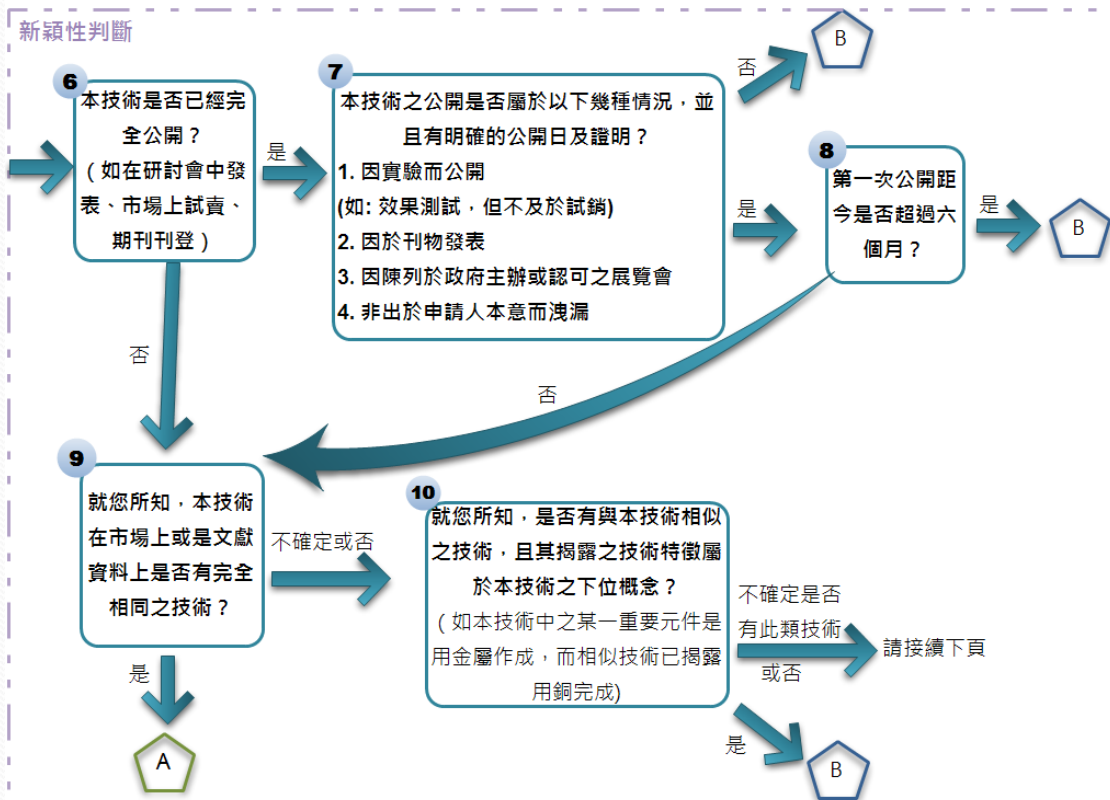 新穎性判斷
6
本技術是否已經完
全公開？
（如在研討會中發
表、市場上試賣、
期刊刊登）
是
否
7
本技術之公開是否屬於以下幾種情況，並
且有明確的公開日及證明？
1. 因實驗而公開
(如: 效果測試，但不及於試銷)
2. 因於刊物發表
3. 因陳列於政府主辦或認可之展覽會
4. 非出於申請人本意而洩漏
否
B
是
8
第一次公開距
今是否超過六
個月？
是
B
否
9
就您所知，本技術
在市場上或是文獻
資料上是否有完全
相同之技術？
不確定或否
是
A
10
就您所知，是否有與本技術相似
之技術，且其揭露之技術特徵屬
於本技術之下位概念？
（如本技術中之某一重要元件是
用金屬作成，而相似技術已揭露
用銅完成)
不確定是否
有此類技術
或否
請接續下頁
是
B